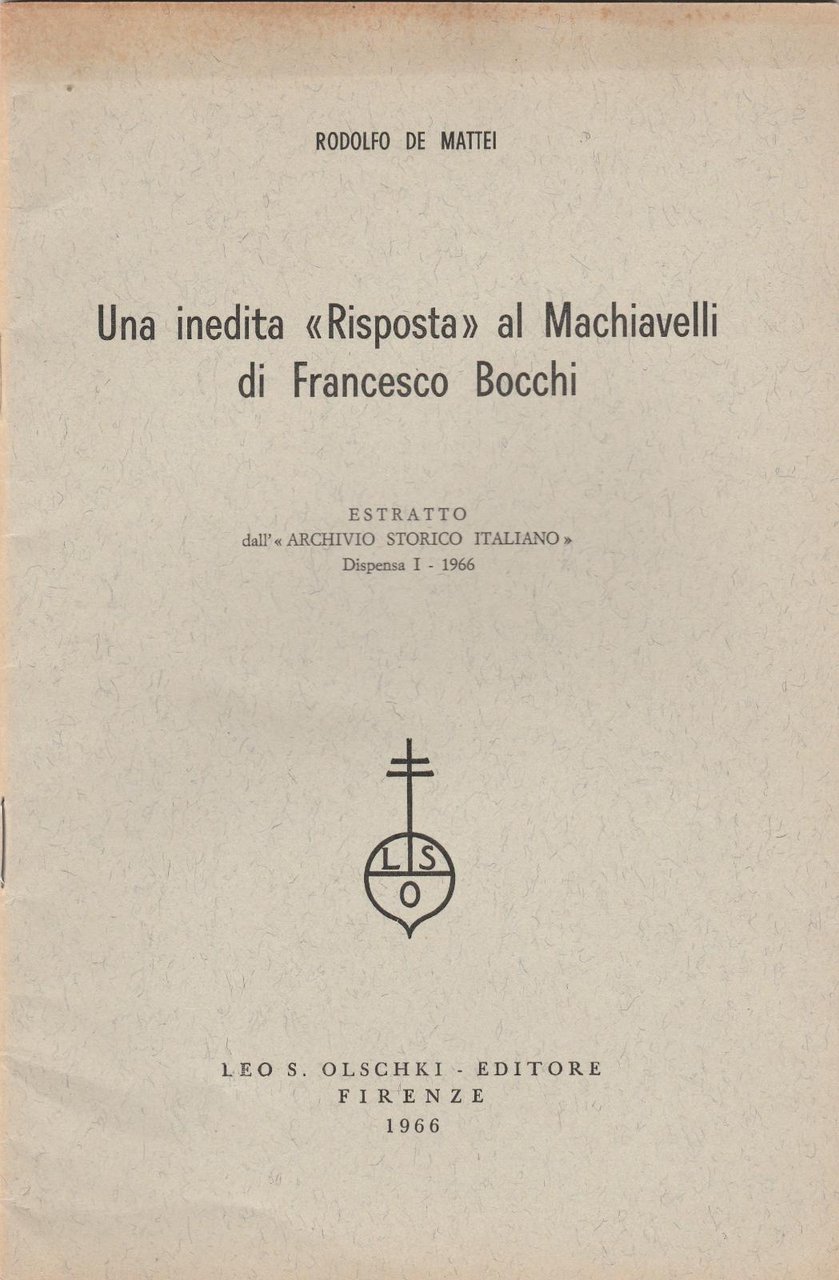 RODOLFO DE MATTEI
Una inedita «Risposta» al Machiavelli
di Francesco Bocchi
ESTRATTO
dall'« ARCHIVIO STORICO ITALIANO »
Dispensa I - 1966
L S
O
LEO S. OLSCHKI - EDITORE
FIRENZE
1966